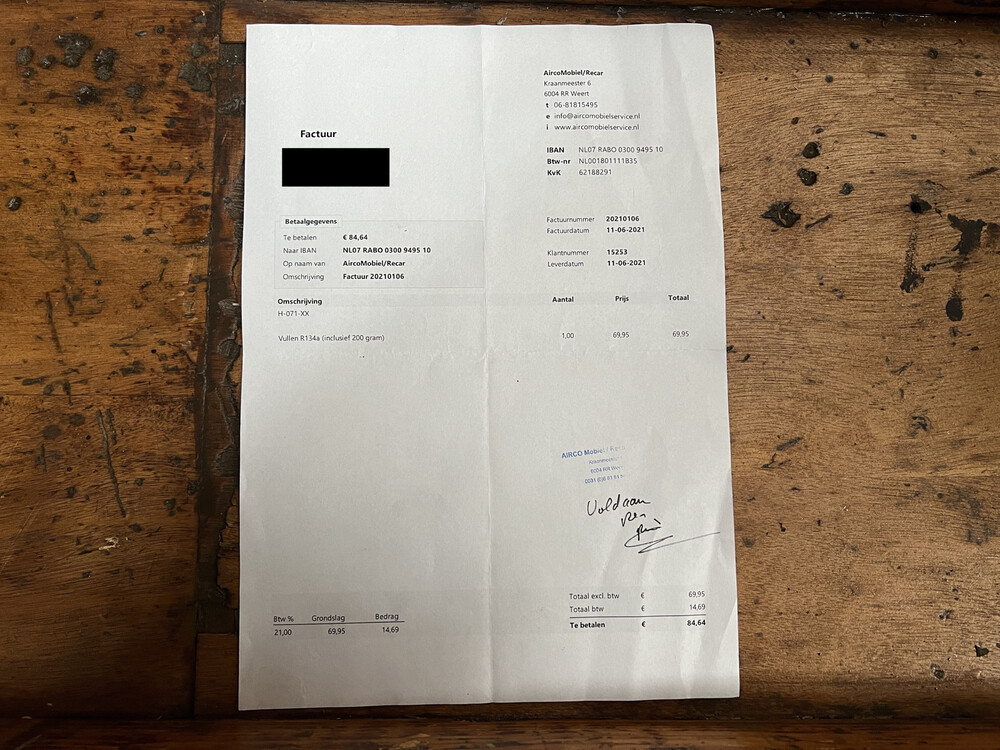 AircoMobiel/Recar
Kraanmeester 6
6004 RR Weert
t 06-81815495
e info@aircomobielservice.nl
i www.aircomobielservice.nl
Factuur
IBAN NL07 RABO 0300 9495 10
Btw-nr NL001801111B35
KvK 62188291
Betaalgegevens
Te betalen € 84,64
Naar IBAN NL07 RABO 0300 9495 10
Op naam van AircoMobiel/Recar
Omschrijving Factuur 20210106
Factuurnummer 20210106
Factuurdatum 11-06-2021
Klantnummer 15253
Leverdatum 11-06-2021
Omschrijving Aantal Prijs Totaal
H-071-XX
Vullen R134a (inclusief 200 gram) 1,00 69,95 69,95
AIRCO Mobiel /
6004 RR
Voldaan
Totaal excl. btw € 69,95
Totaal btw € 14,69
Te betalen € 84,64
Btw % Grondslag Bedrag
21,00 69,95 14,69